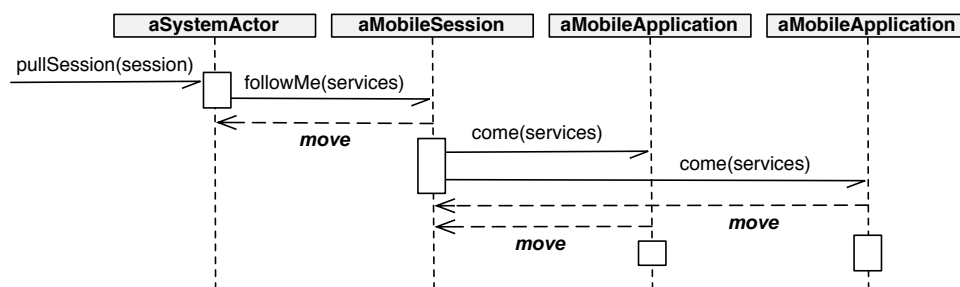 aSystemActor
aMobileSession
aMobileApplication
aMobileApplication
pullSession(session)
followMe(services)
move
come(services)
come(services)
move
move